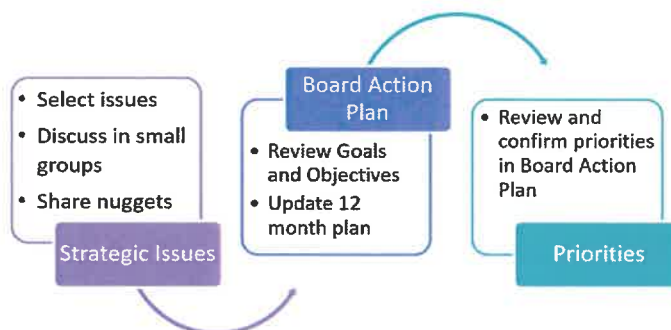 • Select issues
• Discuss in small
groups
• Share nuggets
Strategic Issues
Board Action
Plan
• Review Goals
and Objectives
• Update 12
month plan
• Review and
confirm priorities
in Board Action
Plan
Priorities